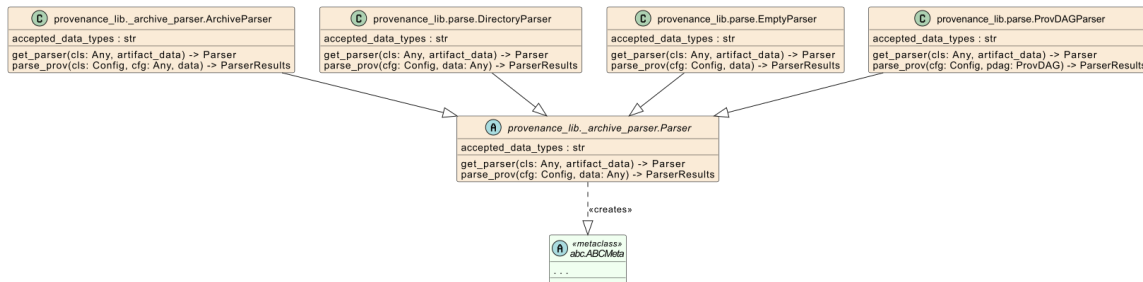 C provenance_lib._archive_parser.ArchiveParser
accepted_data_types : str
get_parser(cls: Any, artifact_data) -> Parser
parse_prov(cls: Config, cfg: Any, data) -> ParserResults
C provenance_lib.parse.DirectoryParser
accepted_data_types : str
get_parser(cls: Any, artifact_data) -> Parser
parse_prov(cfg: Config, data: Any) -> ParserResults
C provenance_lib.parse.EmptyParser
accepted_data_types : str
get_parser(cls: Any, artifact_data) -> Parser
parse_prov(cfg: Config, data) -> ParserResults
C provenance_lib.parse.ProvDAGParser
accepted_data_types : str
get_parser(cls: Any, artifact_data) -> Parser
parse_prov(cfg: Config, pdag: ProvDAG) -> ParserResults
A provenance_lib._archive_parser.Parser
accepted_data_types : str
get_parser(cls: Any, artifact_data) -> Parser
parse_prov(cfg: Config, data: Any) -> ParserResults
«creates»
A «metaclass»
abc.ABCMeta
. . .